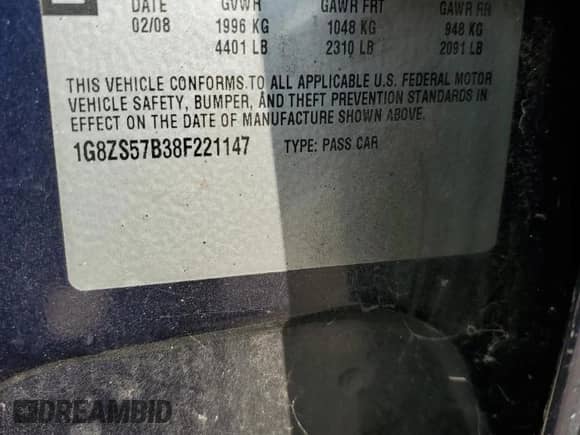 DATE GVWR GAWR FRT GAWR RR
02/08 1996 KG 1048 KG 948 KG
4401 LB 2310 LB 2091 LB
THIS VEHICLE CONFORMS TO ALL APPLICABLE U.S. FEDERAL MOTOR
VEHICLE SAFETY, BUMPER, AND THEFT PREVENTION STANDARDS IN
EFFECT ON THE DATE OF MANUFACTURE SHOWN ABOVE.
1G8ZS57B38F221147 TYPE: PASS CAR
DREAMBID